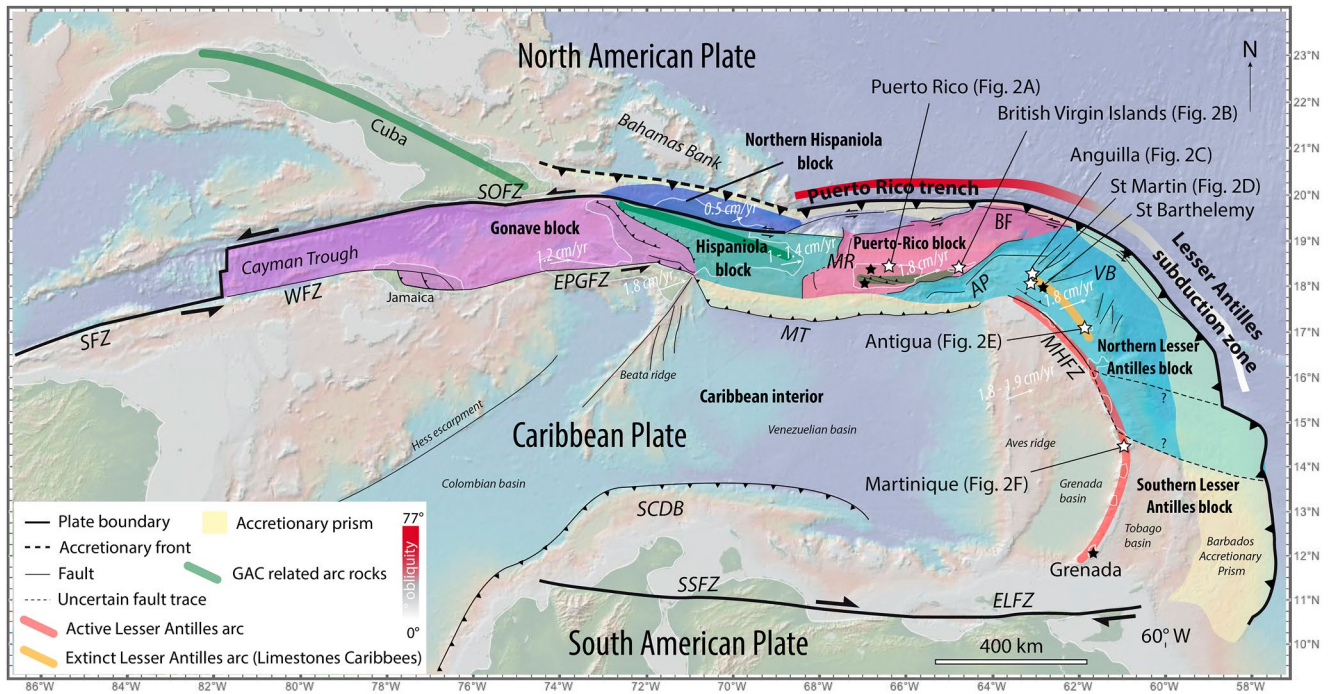 North American Plate
N
Puerto Rico (Fig. 2A)
British Virgin Islands (Fig. 2B)
Anguilla (Fig. 2C)
St Martin (Fig. 2D)
St Barthelemy
Cuba
Bahamas Bank
Northern Hispaniola
block
Puerto Rico trench
SOFZ
0.5 cm/yr
Gonave block
Hispaniola
block
1 - 1.4 cm/yr
Puerto-Rico block
BF
MR
1.8 cm/yr
Lesser Antilles
subduction zone
Cayman Trough
1.2 cm/yr
EPGFZ
1.8 cm/yr
AP
VB
1.8 cm/yr
WFZ
Jamaica
SFZ
MT
Antigua (Fig. 2E)
MHFZ
Northern Lesser
Antilles block
Beata ridge
Caribbean interior
1.8 - 1.9 cm/yr
?
Hess escarpment
Caribbean Plate
Venezuelian basin
Aves ridge
?
Colombian basin
Martinique (Fig. 2F)
Grenada
basin
Southern Lesser
Antilles block
SCDB
Tobago
basin
Barbados
Accretionary
Prism
Grenada
SSFZ
ELFZ
60° W
South American Plate
400 km
Plate boundary
Accretionary prism
Accretionary front
Fault
GAC related arc rocks
Uncertain fault trace
Active Lesser Antilles arc
Extinct Lesser Antilles arc (Limestones Caribbees)
77°
obliquity
0°
23°N
22°N
21°N
20°N
19°N
18°N
17°N
16°N
15°N
14°N
13°N
12°N
11°N
10°N
86°W
84°W
82°W
80°W
78°W
76°W
74°W
72°W
70°W
68°W
66°W
64°W
62°W
60°W
58°W